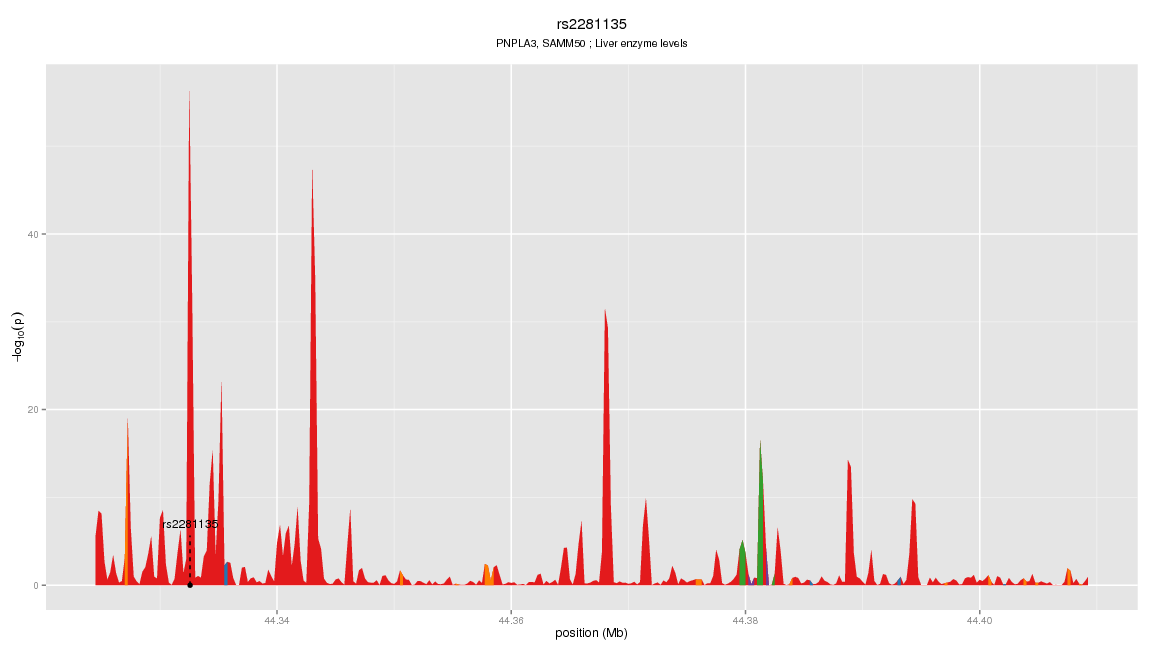 rs2281135
PNPLA3, SAMM50 ; Liver enzyme levels
−log10(p)
40
20
0
rs2281135
44.34 44.36 44.38 44.40
position (Mb)